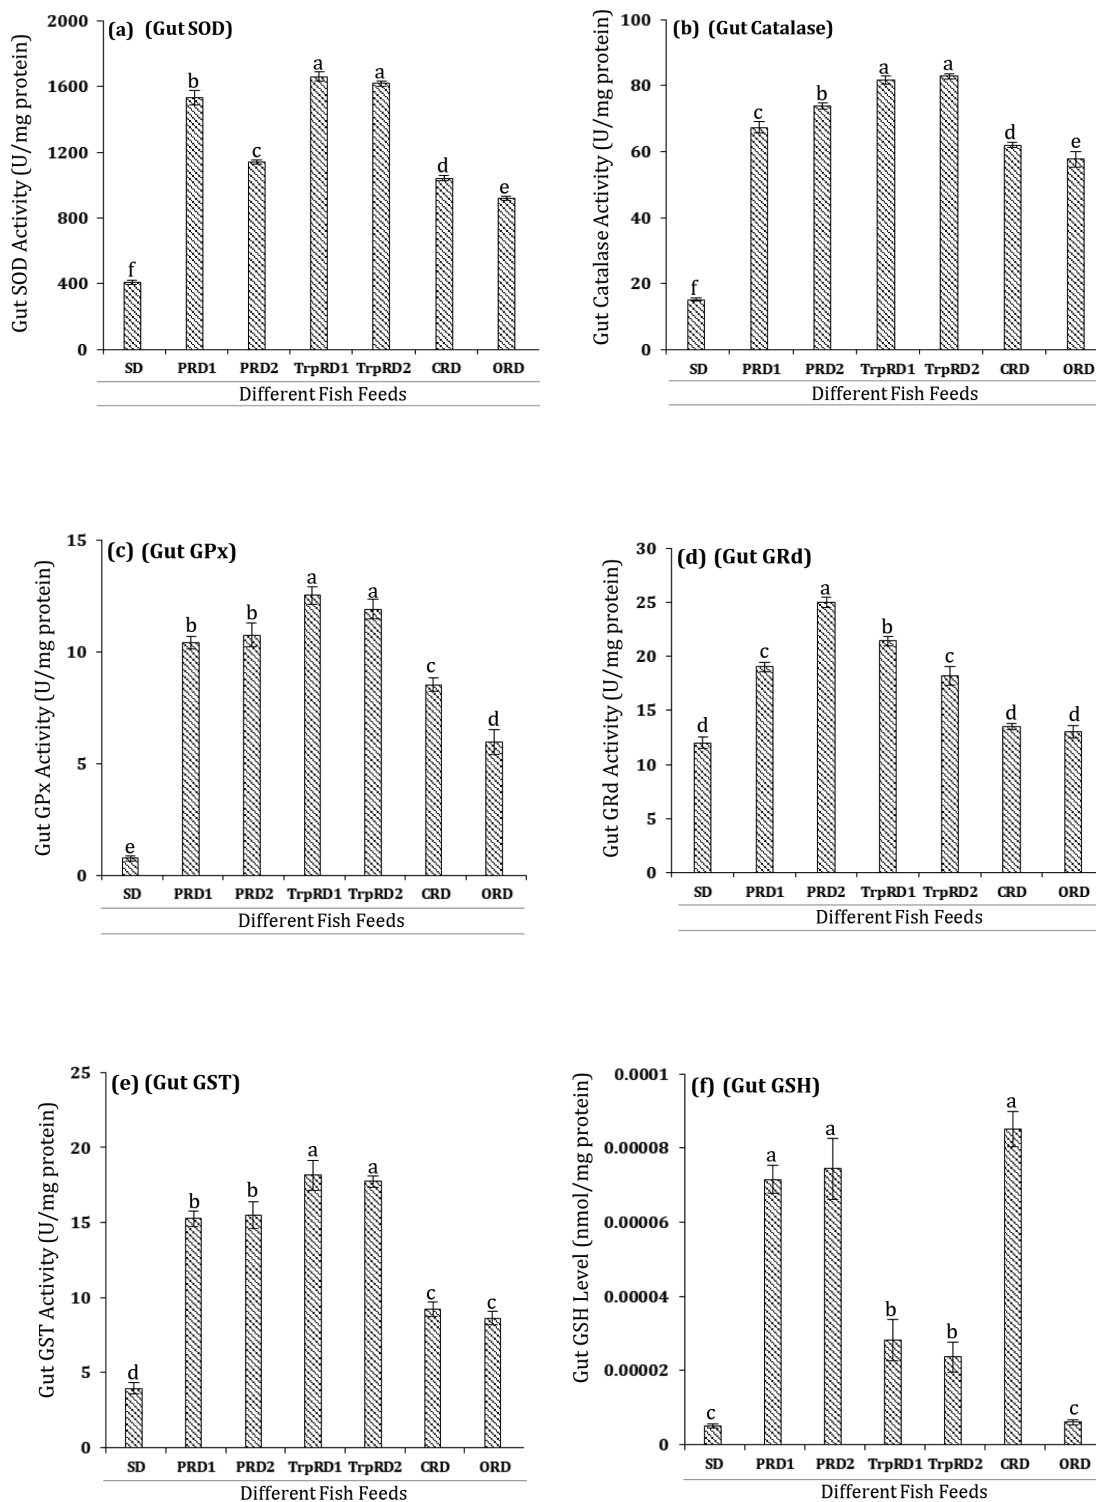 (a) (Gut SOD)
Gut SOD Activity (U/mg protein)
2000
1600
1200
800
400
0
f
b
c
a
a
d
e
SD PRD1 PRD2 TrpRD1 TrpRD2 CRD ORD
Different Fish Feeds
(b) (Gut Catalase)
Gut Catalase Activity (U/mg protein)
100
80
60
40
20
0
f
c
b
a
a
d
e
SD PRD1 PRD2 TrpRD1 TrpRD2 CRD ORD
Different Fish Feeds
(c) (Gut GPx)
Gut GPx Activity (U/mg protein)
15
10
5
0
e
b
b
a
a
c
d
SD PRD1 PRD2 TrpRD1 TrpRD2 CRD ORD
Different Fish Feeds
(d) (Gut GRd)
Gut GRd Activity (U/mg protein)
30
25
20
15
10
5
0
d
c
a
b
c
d
d
SD PRD1 PRD2 TrpRD1 TrpRD2 CRD ORD
Different Fish Feeds
(e) (Gut GST)
Gut GST Activity (U/mg protein)
25
20
15
10
5
0
d
b
b
a
a
c
c
SD PRD1 PRD2 TrpRD1 TrpRD2 CRD ORD
Different Fish Feeds
(f) (Gut GSH)
Gut GSH Level (nmol/mg protein)
0.0001
0.00008
0.00006
0.00004
0.00002
0
c
a
a
b
b
a
c
SD PRD1 PRD2 TrpRD1 TrpRD2 CRD ORD
Different Fish Feeds